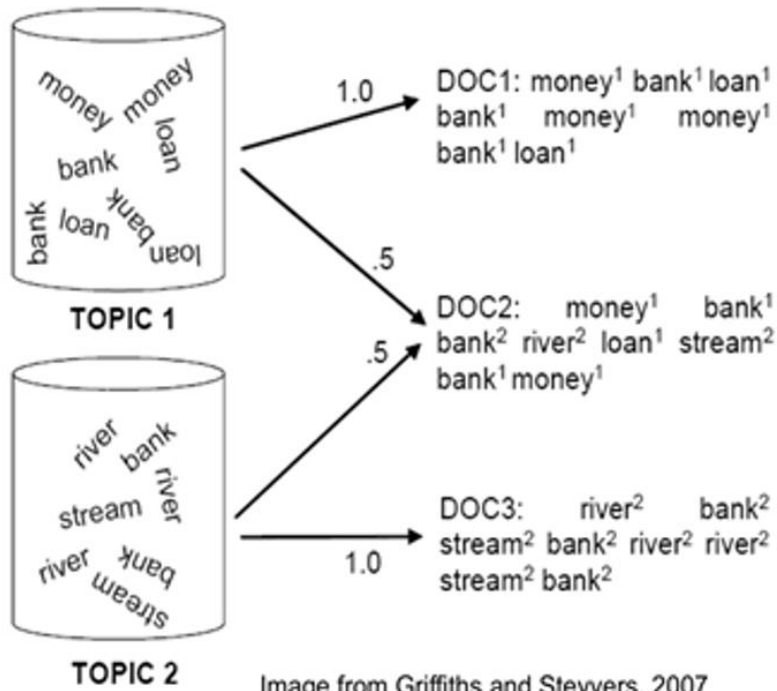 money money
loan
bank
bank loan bank
loan
TOPIC 1
1.0
DOC1: money¹ bank¹ loan¹
bank¹ money¹ money¹
bank¹ loan¹
.5
DOC2: money¹ bank¹
bank² river² loan¹ stream²
bank¹ money¹
.5
river bank
river
stream
river bank
stream
TOPIC 2
DOC3: river² bank²
stream² bank² river² river²
stream² bank²
1.0
Image from Griffiths and Steyvers, 2007